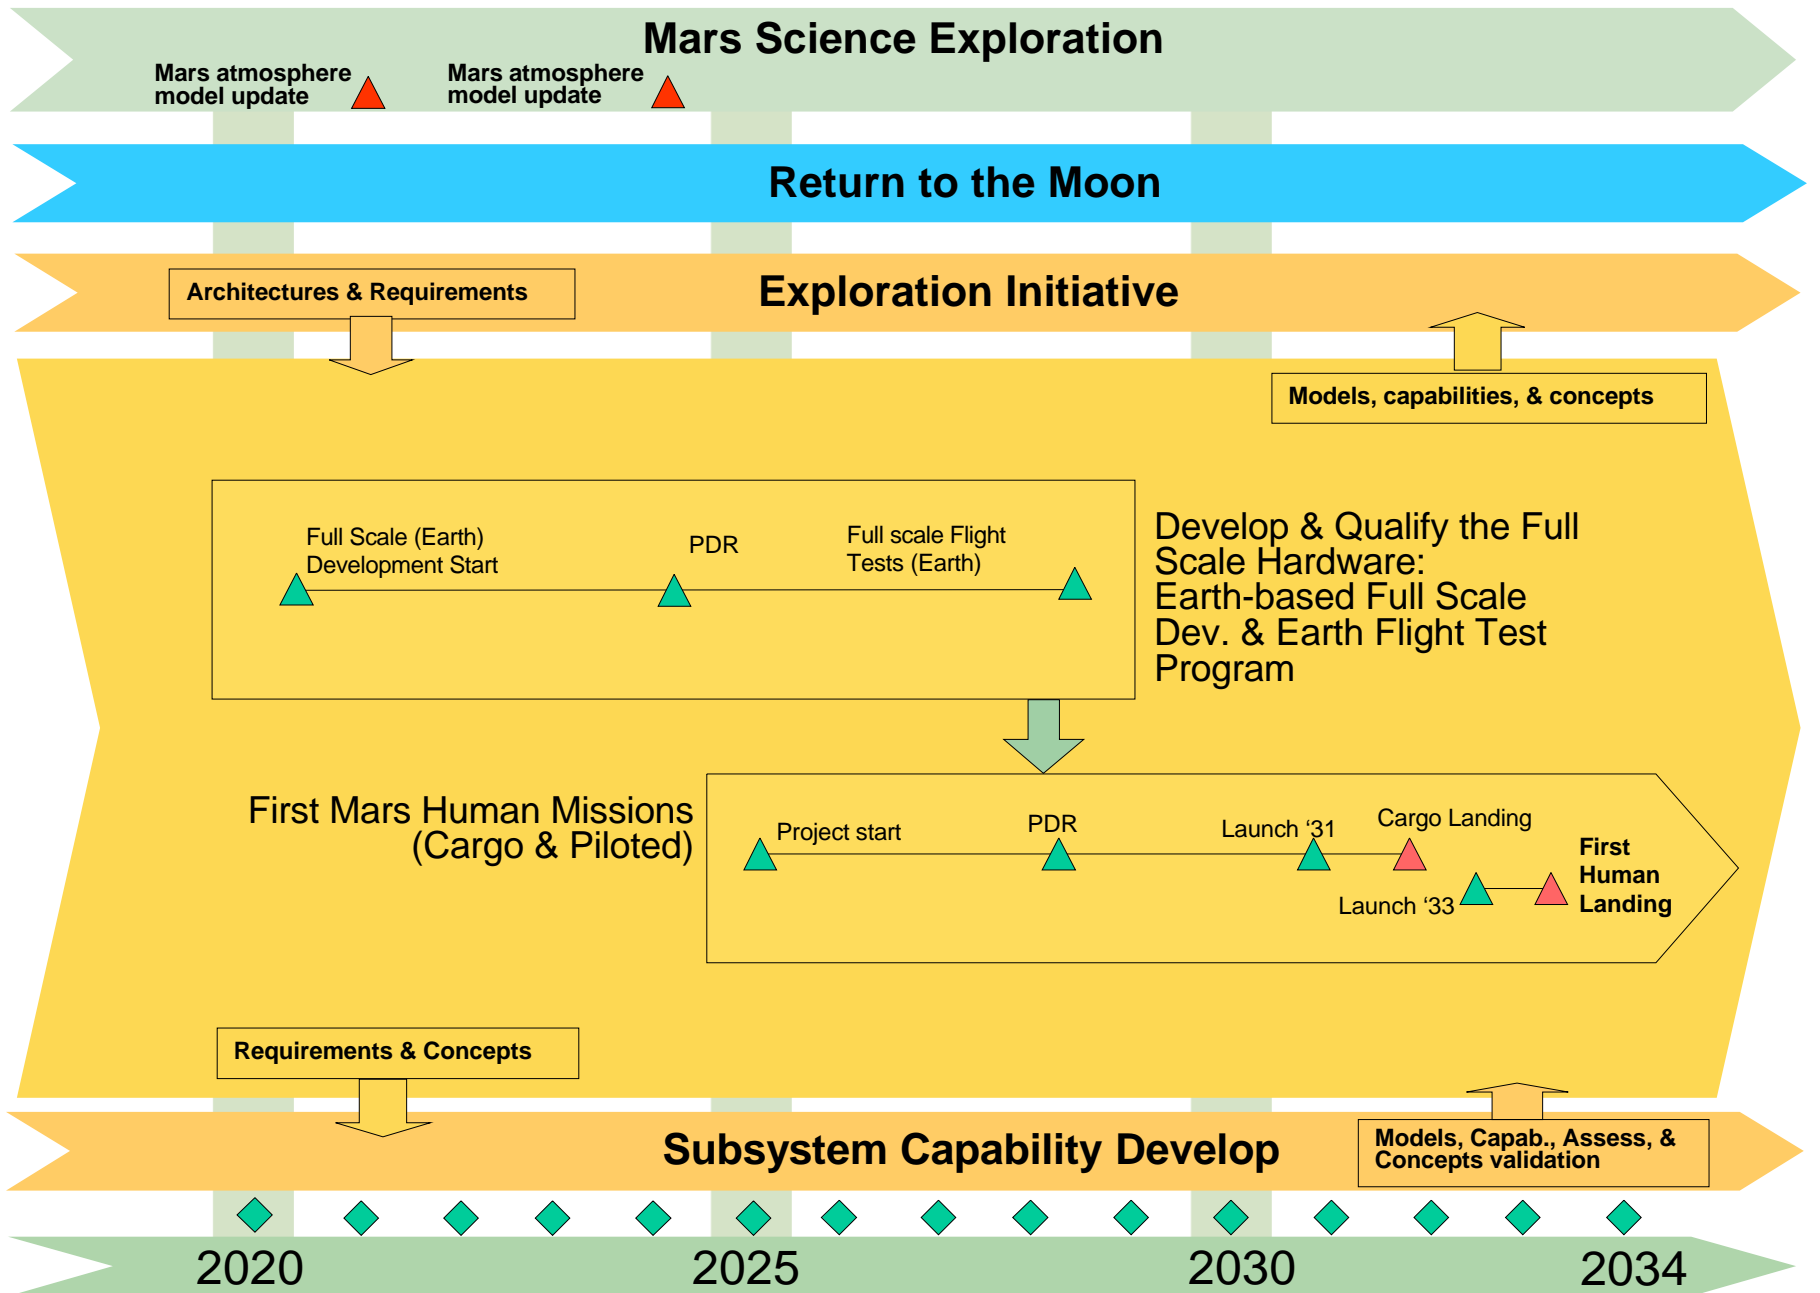 Mars Science Exploration
Mars atmosphere
model update
Mars atmosphere
model update
Return to the Moon
Exploration Initiative
Architectures & Requirements
Models, capabilities, & concepts
Full Scale (Earth)
Development Start
PDR
Full scale Flight
Tests (Earth)
Develop & Qualify the Full
Scale Hardware:
Earth-based Full Scale
Dev. & Earth Flight Test
Program
First Mars Human Missions
(Cargo & Piloted)
Project start
PDR
Launch ‘31
Cargo Landing
Launch ‘33
First
Human
Landing
Requirements & Concepts
Subsystem Capability Develop
Models, Capab., Assess, &
Concepts validation
2020
2025
2030
2034